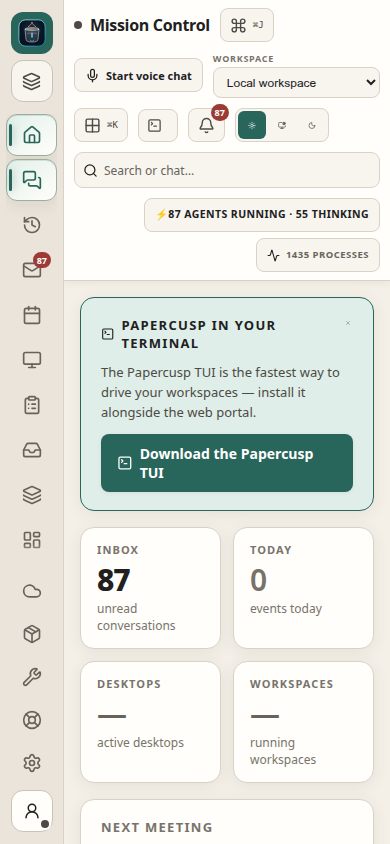 Mission Control
⌘J
Start voice chat
WORKSPACE
Local workspace
⌘K
87
Search or chat...
⚡87 AGENTS RUNNING · 55 THINKING
1435 PROCESSES
87
PAPERCUSP IN YOUR
TERMINAL
×
The Papercusp TUI is the fastest way to
drive your workspaces — install it
alongside the web portal.
Download the Papercusp
TUI
INBOX
87
unread
conversations
TODAY
0
events today
DESKTOPS
—
active desktops
WORKSPACES
—
running
workspaces
NEXT MEETING